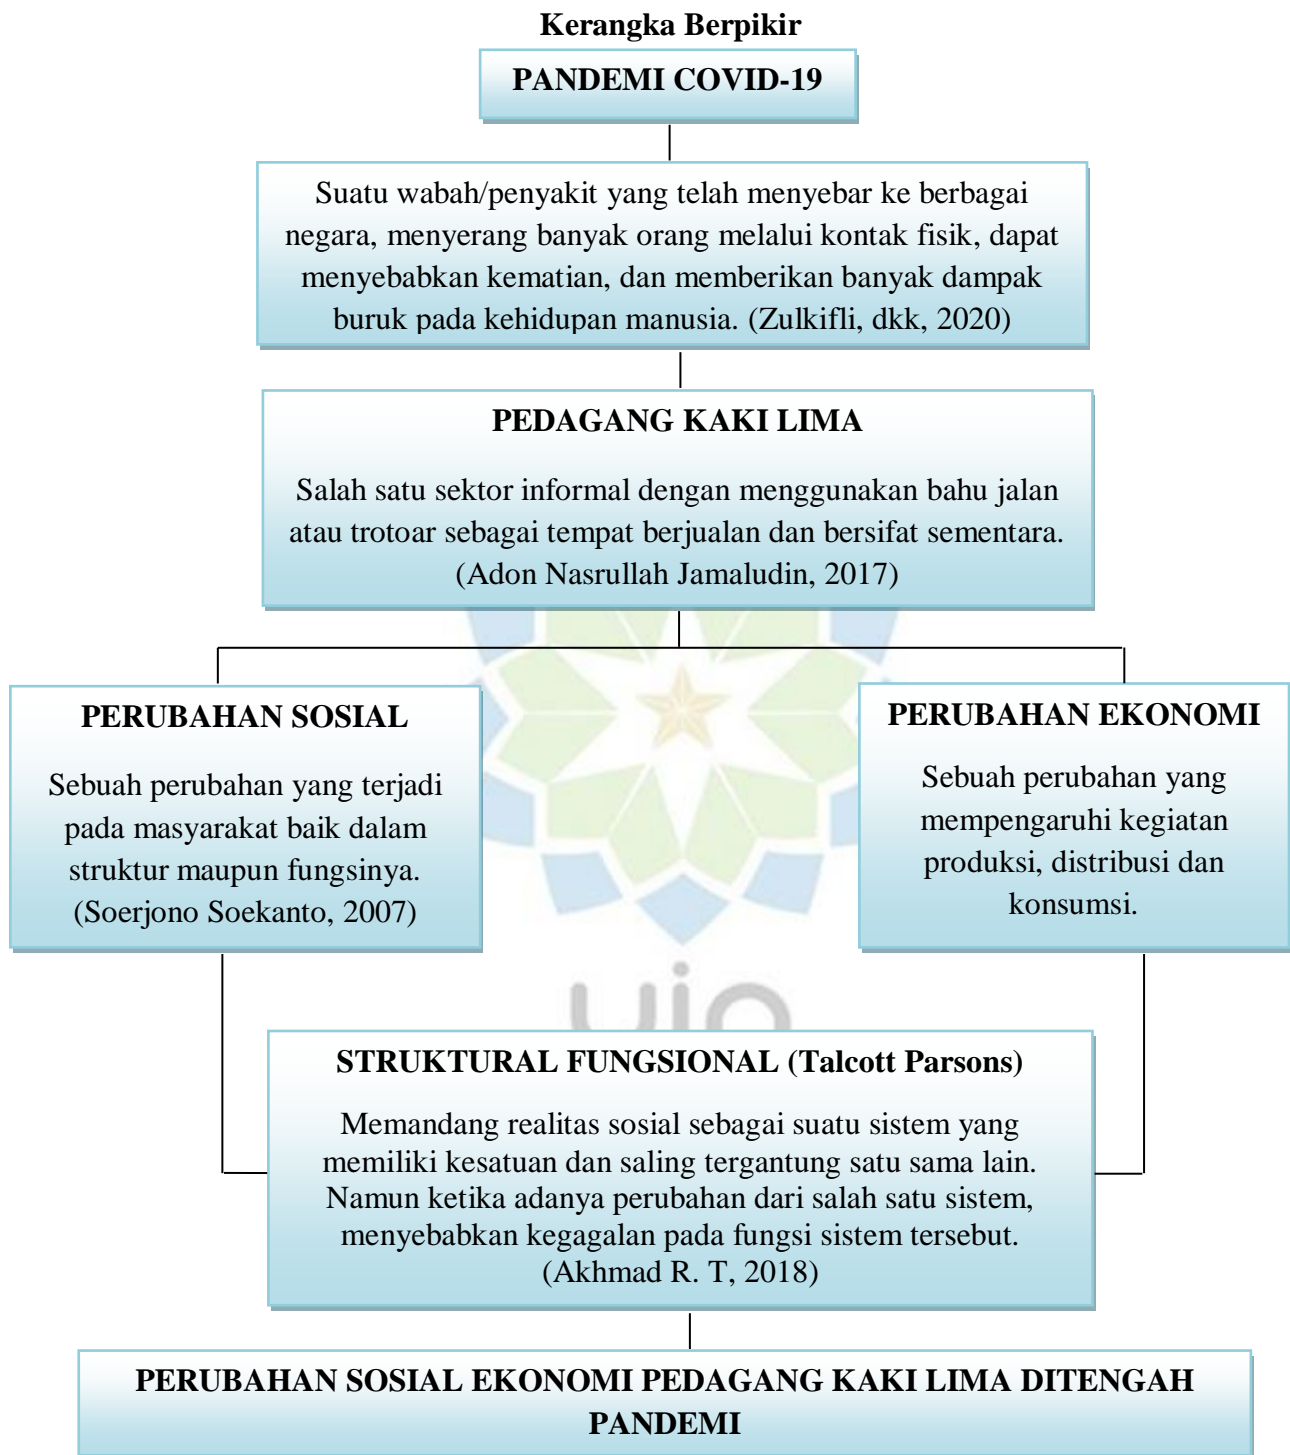 Kerangka Berpikir
PANDEMI COVID-19
Suatu wabah/penyakit yang telah menyebar ke berbagai
negara, menyerang banyak orang melalui kontak fisik, dapat
menyebabkan kematian, dan memberikan banyak dampak
buruk pada kehidupan manusia. (Zulkifli, dkk, 2020)
PEDAGANG KAKI LIMA
Salah satu sektor informal dengan menggunakan bahu jalan
atau trotoar sebagai tempat berjualan dan bersifat sementara.
(Adon Nasrullah Jamaludin, 2017)
PERUBAHAN SOSIAL
Sebuah perubahan yang terjadi
pada masyarakat baik dalam
struktur maupun fungsinya.
(Soerjono Soekanto, 2007)
PERUBAHAN EKONOMI
Sebuah perubahan yang
mempengaruhi kegiatan
produksi, distribusi dan
konsumsi.
uin
STRUKTURAL FUNGSIONAL (Talcott Parsons)
Memandang realitas sosial sebagai suatu sistem yang
memiliki kesatuan dan saling tergantung satu sama lain.
Namun ketika adanya perubahan dari salah satu sistem,
menyebabkan kegagalan pada fungsi sistem tersebut.
(Akhmad R. T, 2018)
PERUBAHAN SOSIAL EKONOMI PEDAGANG KAKI LIMA DITENGAH
PANDEMI